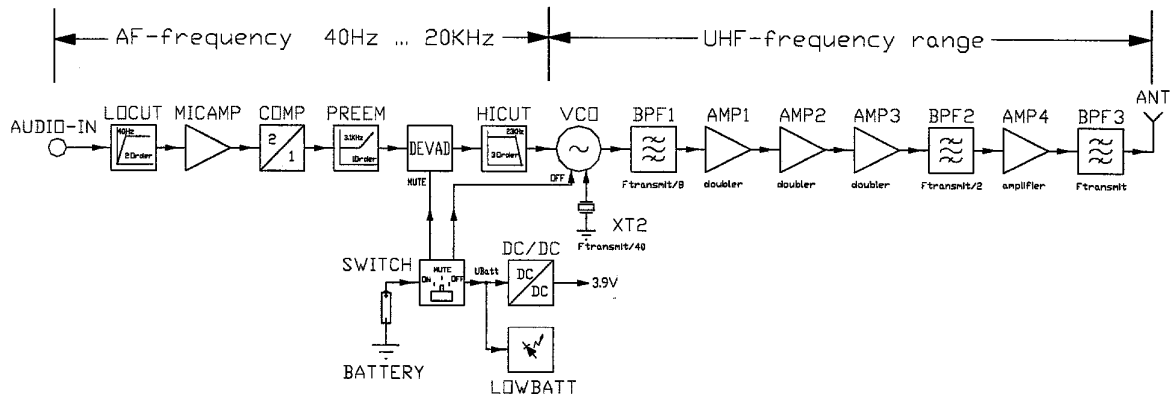 AF-frequency 40Hz ... 20KHz
UHF-frequency range
AUDIO-IN
LOCUT
MICAMP
COMP
PREEM
HICUT
VCO
BPF1
AMP1
AMP2
AMP3
BPF2
AMP4
BPF3
ANT
40Hz
2Order
2
1
3.1KHz
1Order
DEVAD
23KHz
3Order
MUTE
OFF
Ftransmit/8
doubler
doubler
doubler
Ftransmit/2
amplifier
Ftransmit
XT2
Ftransmit/40
SWITCH
MUTE
ON
OFF
UBatt
DC/DC
DC
DC
3.9V
BATTERY
LOWBATT